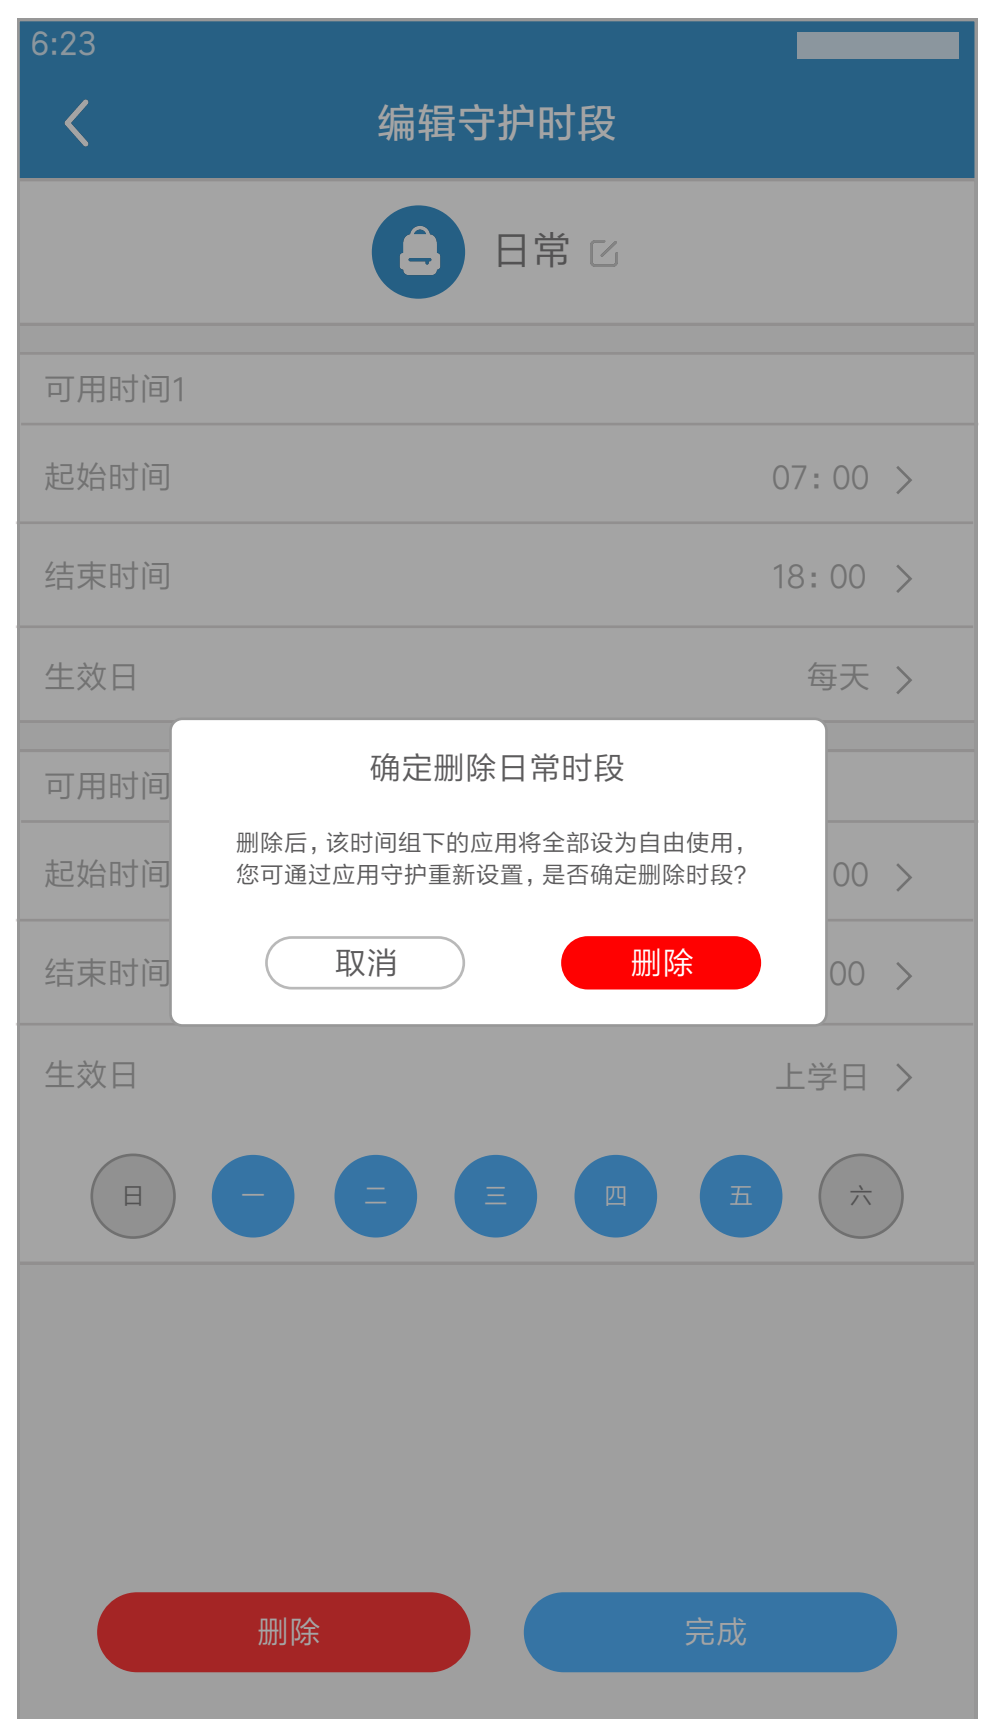 6:23
编辑守护时段
日常
可用时间1
起始时间 07: 00
结束时间 18: 00
生效日 每天
可用时间
起始时间 00
结束时间 00
确定删除日常时段
删除后，该时间组下的应用将全部设为自由使用，
您可通过应用守护重新设置，是否确定删除时段?
取消 删除
生效日 上学日
日 一 二 三 四 五 六
删除 完成